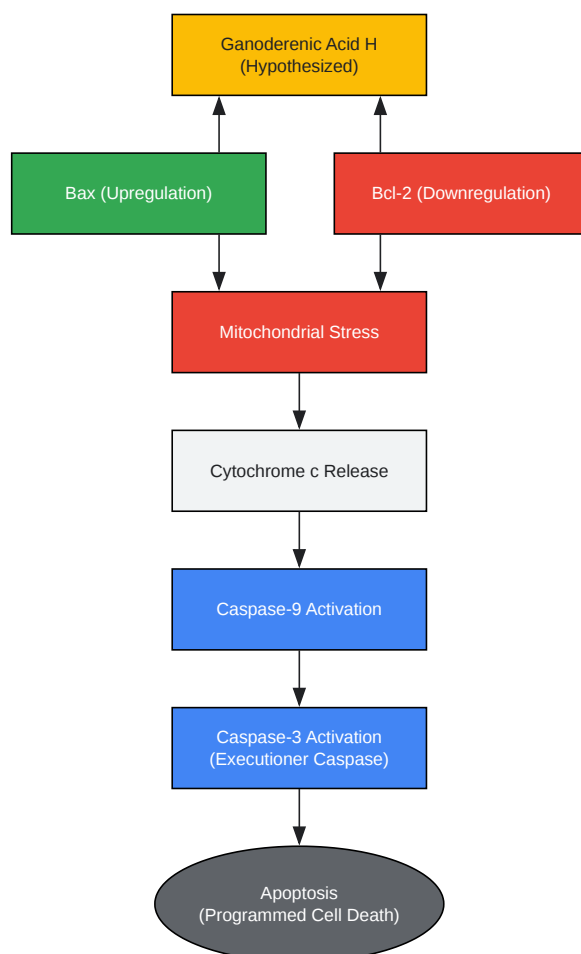 Ganoderenic Acid H
(Hypothesized)
Bax (Upregulation)
Bcl-2 (Downregulation)
Mitochondrial Stress
Cytochrome c Release
Caspase-9 Activation
Caspase-3 Activation
(Executioner Caspase)
Apoptosis
(Programmed Cell Death)